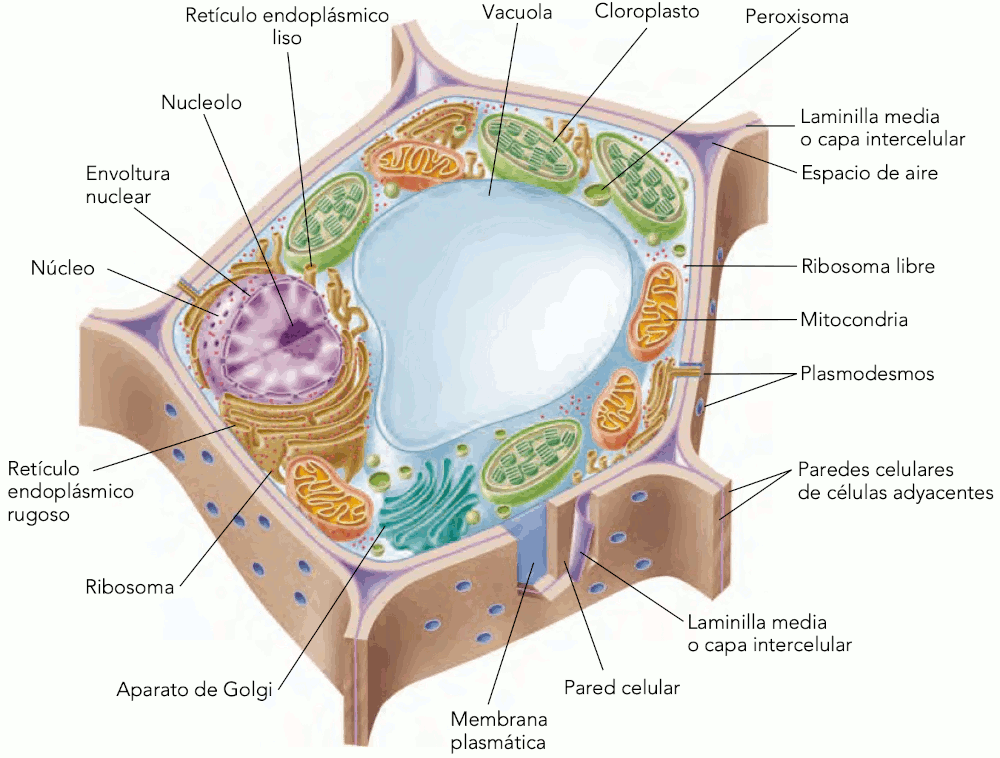 Retículo endoplásmico
liso
Vacuola
Cloroplasto
Peroxisoma
Nucleolo
Laminilla media
o capa intercelular
Envoltura
nuclear
Espacio de aire
Núcleo
Ribosoma libre
Mitocondria
Plasmodesmos
Retículo
endoplásmico
rugoso
Paredes celulares
de células adyacentes
Ribosoma
Laminilla media
o capa intercelular
Aparato de Golgi
Pared celular
Membrana
plasmática